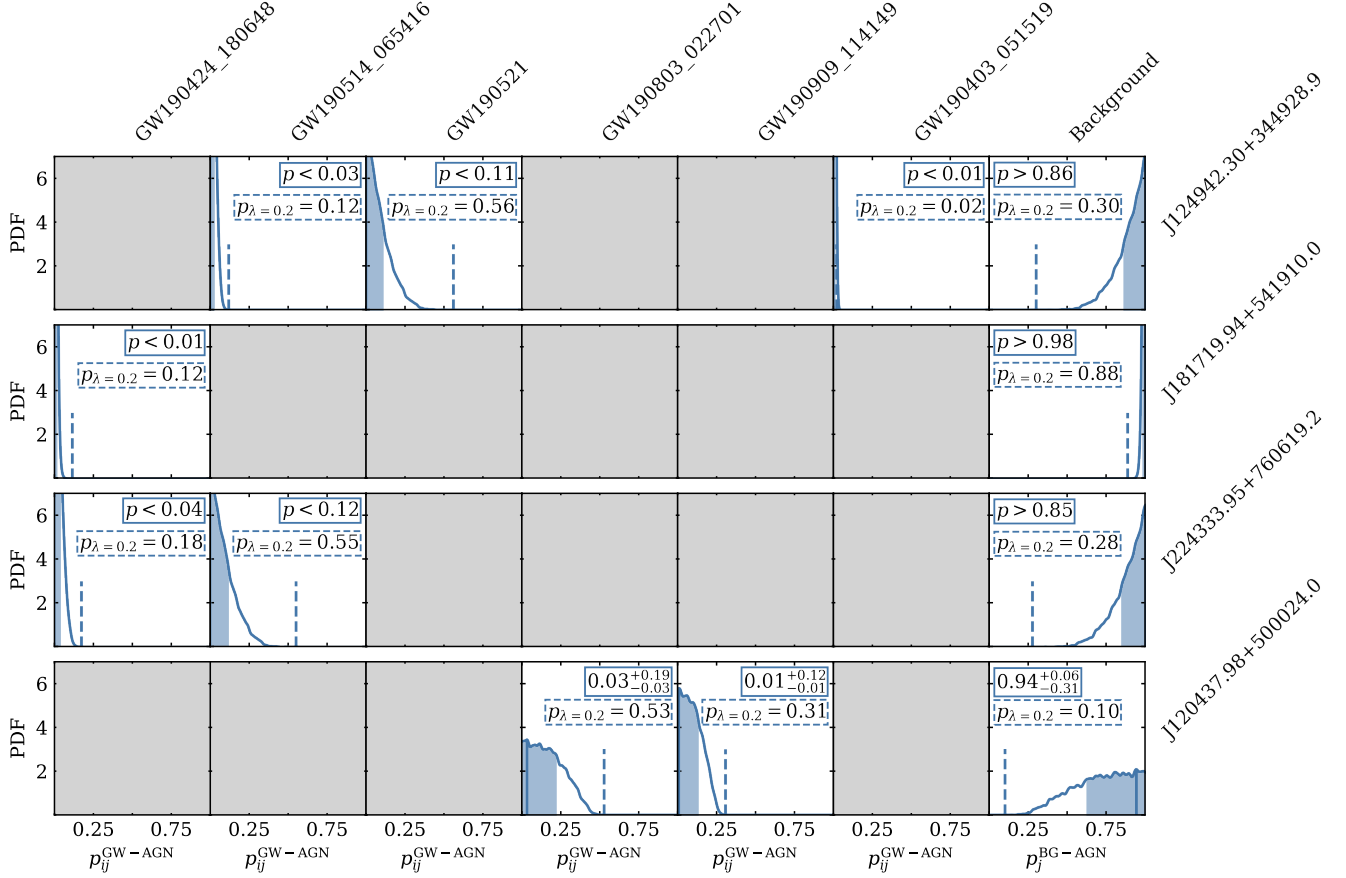 GW190424_180648
GW190514_065416
GW190521
GW190803_022701
GW190909_114149
GW190403_051519
Background
PDF
6
4
2
p < 0.03
p_{λ=0.2} = 0.12
p < 0.11
p_{λ=0.2} = 0.56
p < 0.01
p_{λ=0.2} = 0.02
p > 0.86
p_{λ=0.2} = 0.30
J124942.30+344928.9
PDF
6
4
2
p < 0.01
p_{λ=0.2} = 0.12
p > 0.98
p_{λ=0.2} = 0.88
J181719.94+541910.0
PDF
6
4
2
p < 0.04
p_{λ=0.2} = 0.18
p < 0.12
p_{λ=0.2} = 0.55
p > 0.85
p_{λ=0.2} = 0.28
J224333.95+760619.2
PDF
6
4
2
0.03^{+0.19}_{-0.03}
p_{λ=0.2} = 0.53
0.01^{+0.12}_{-0.01}
p_{λ=0.2} = 0.31
0.94^{+0.06}_{-0.31}
p_{λ=0.2} = 0.10
J120437.98+500024.0
0.25 0.75 0.25 0.75 0.25 0.75 0.25 0.75 0.25 0.75 0.25 0.75 0.25 0.75
p_{ij}^{GW-AGN} p_{ij}^{GW-AGN} p_{ij}^{GW-AGN} p_{ij}^{GW-AGN} p_{ij}^{GW-AGN} p_{ij}^{GW-AGN} p_{j}^{BG-AGN}